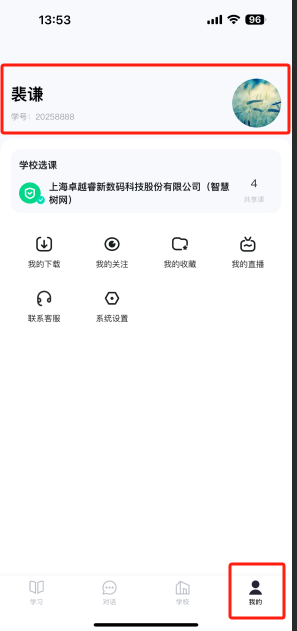 13:53
96
裴谦
学号：20258888
学校选课
上海卓越睿新数码科技股份有限公司（智慧
树网）
4
共享课
我的下载
我的关注
我的收藏
我的直播
联系客服
系统设置
学习
对话
学校
我的